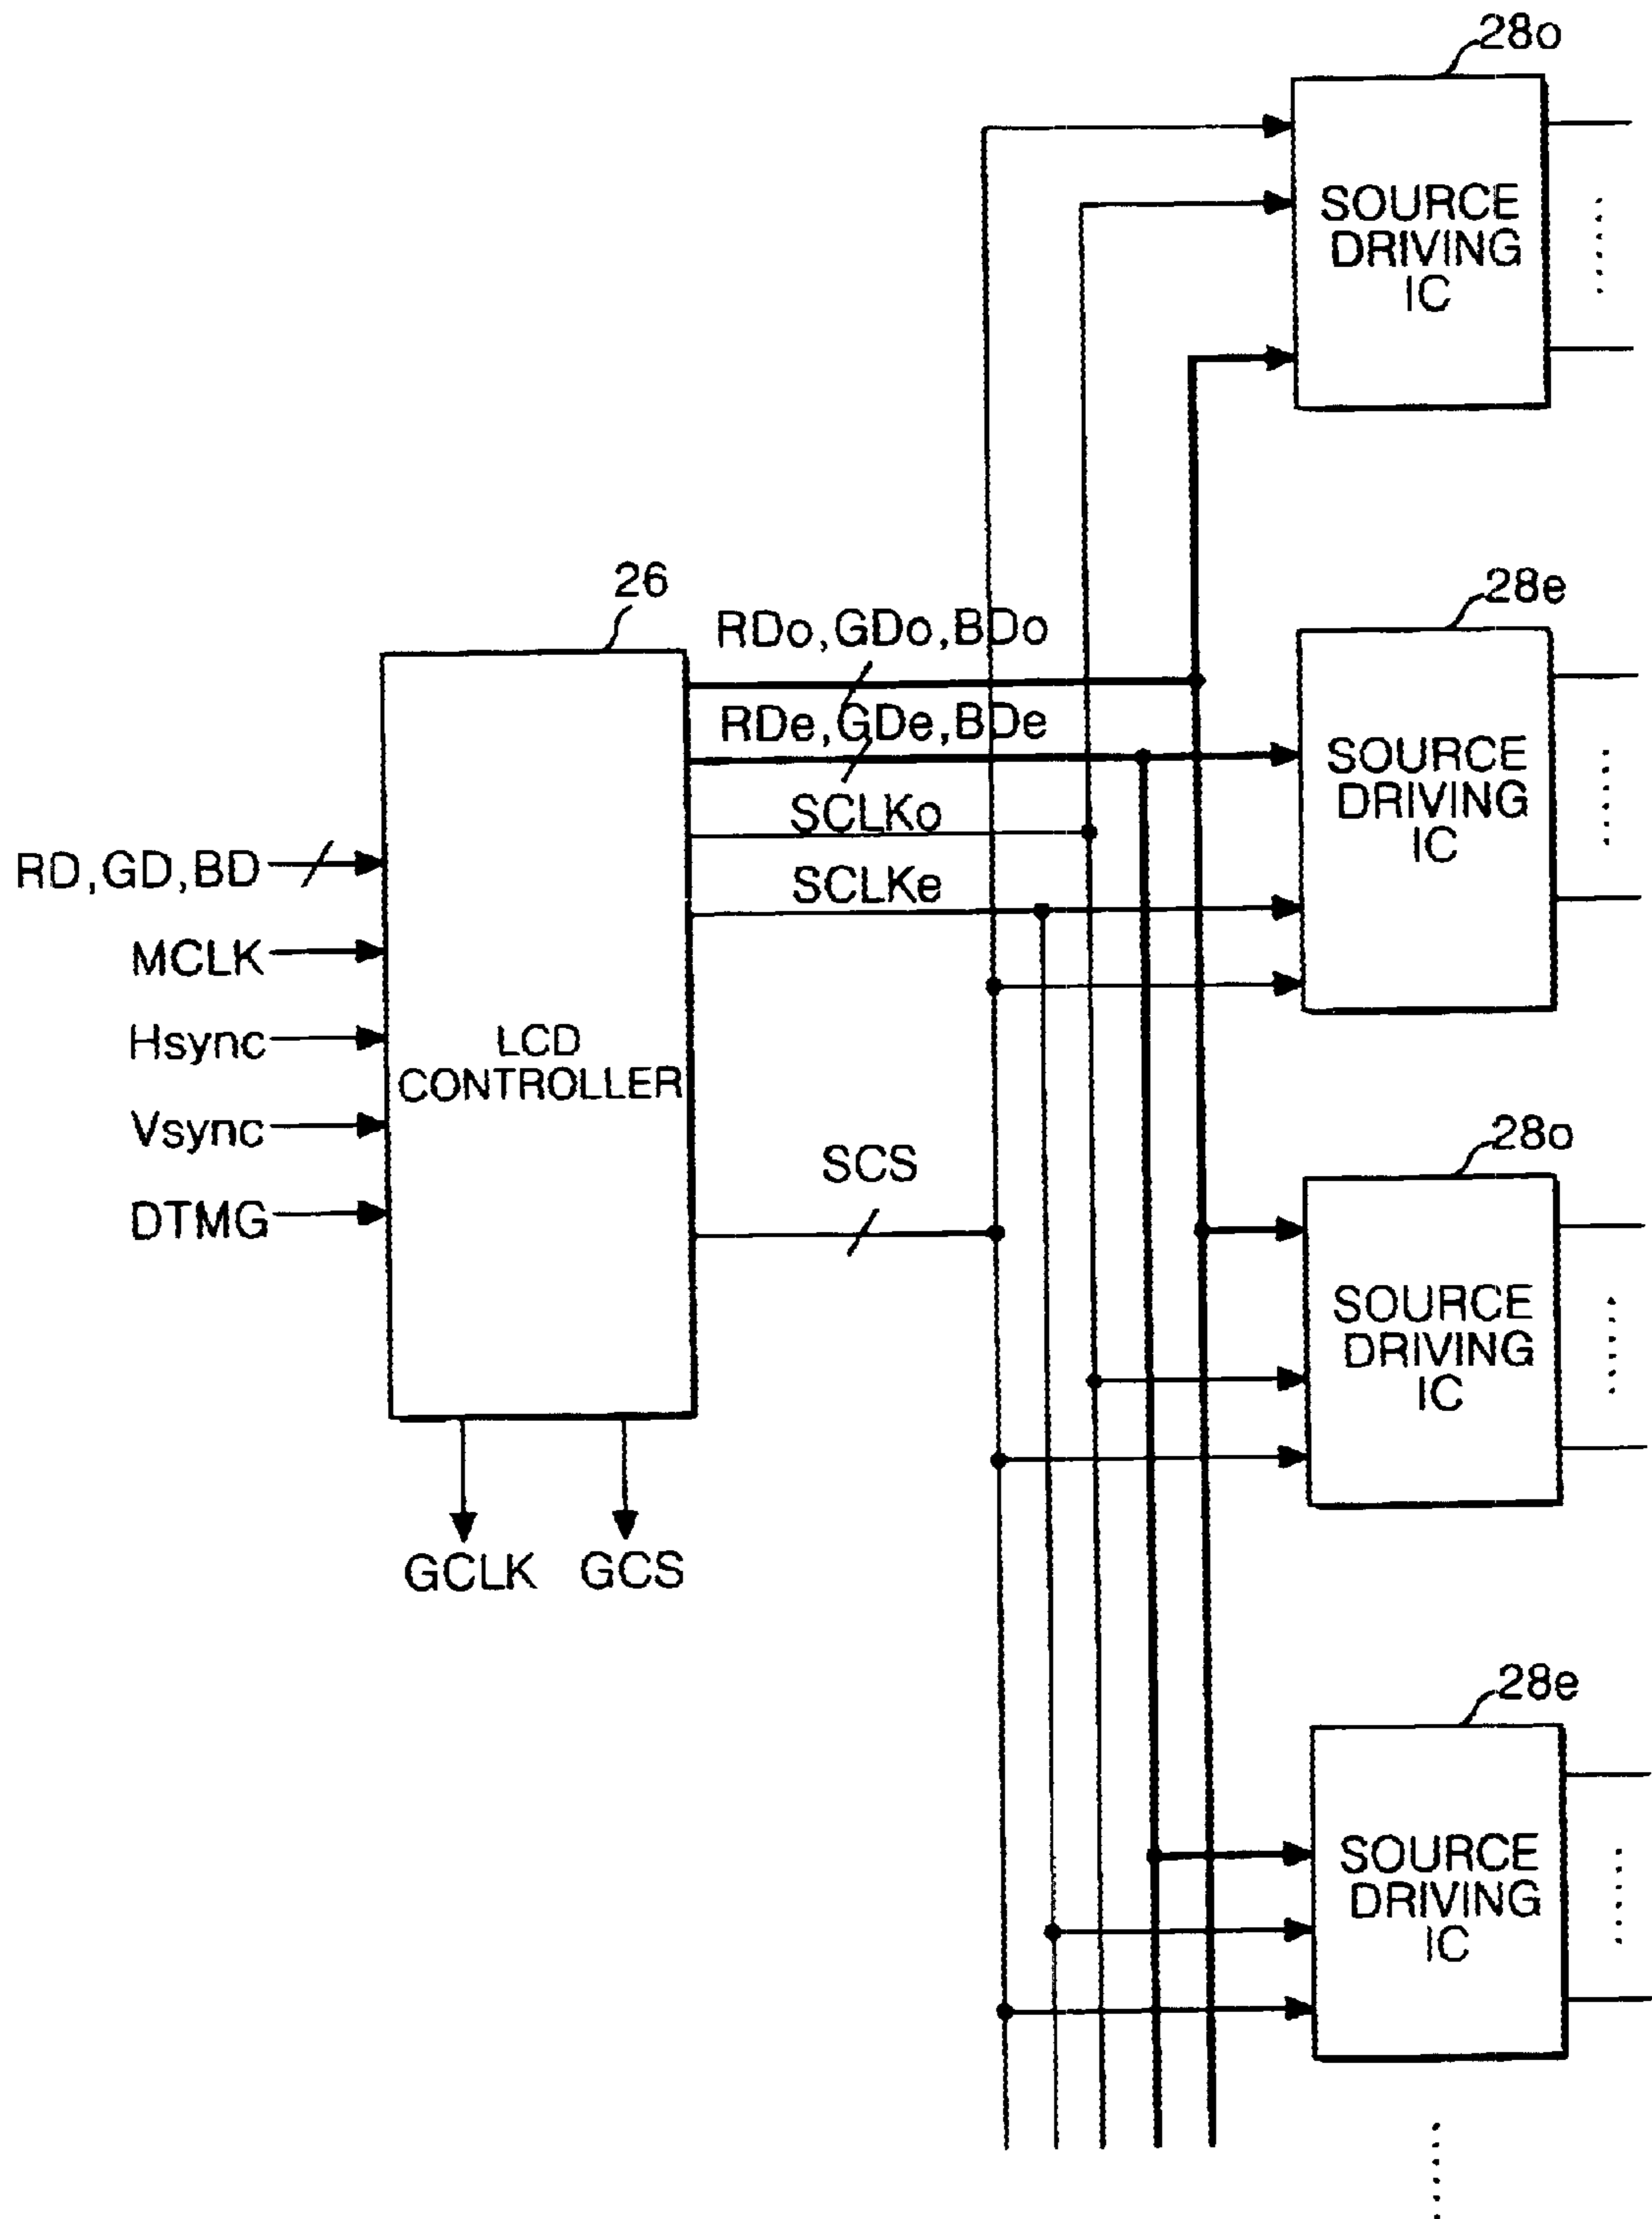 28o
SOURCE
DRIVING
IC
28e
SOURCE
DRIVING
IC
26
RDo,GDo,BDo
RDe,GDe,BDe
SCLKo
SCLKe
RD,GD,BD
MCLK
Hsync
Vsync
DTMG
LCD
CONTROLLER
SCS
28o
SOURCE
DRIVING
IC
GCLK GCS
28e
SOURCE
DRIVING
IC